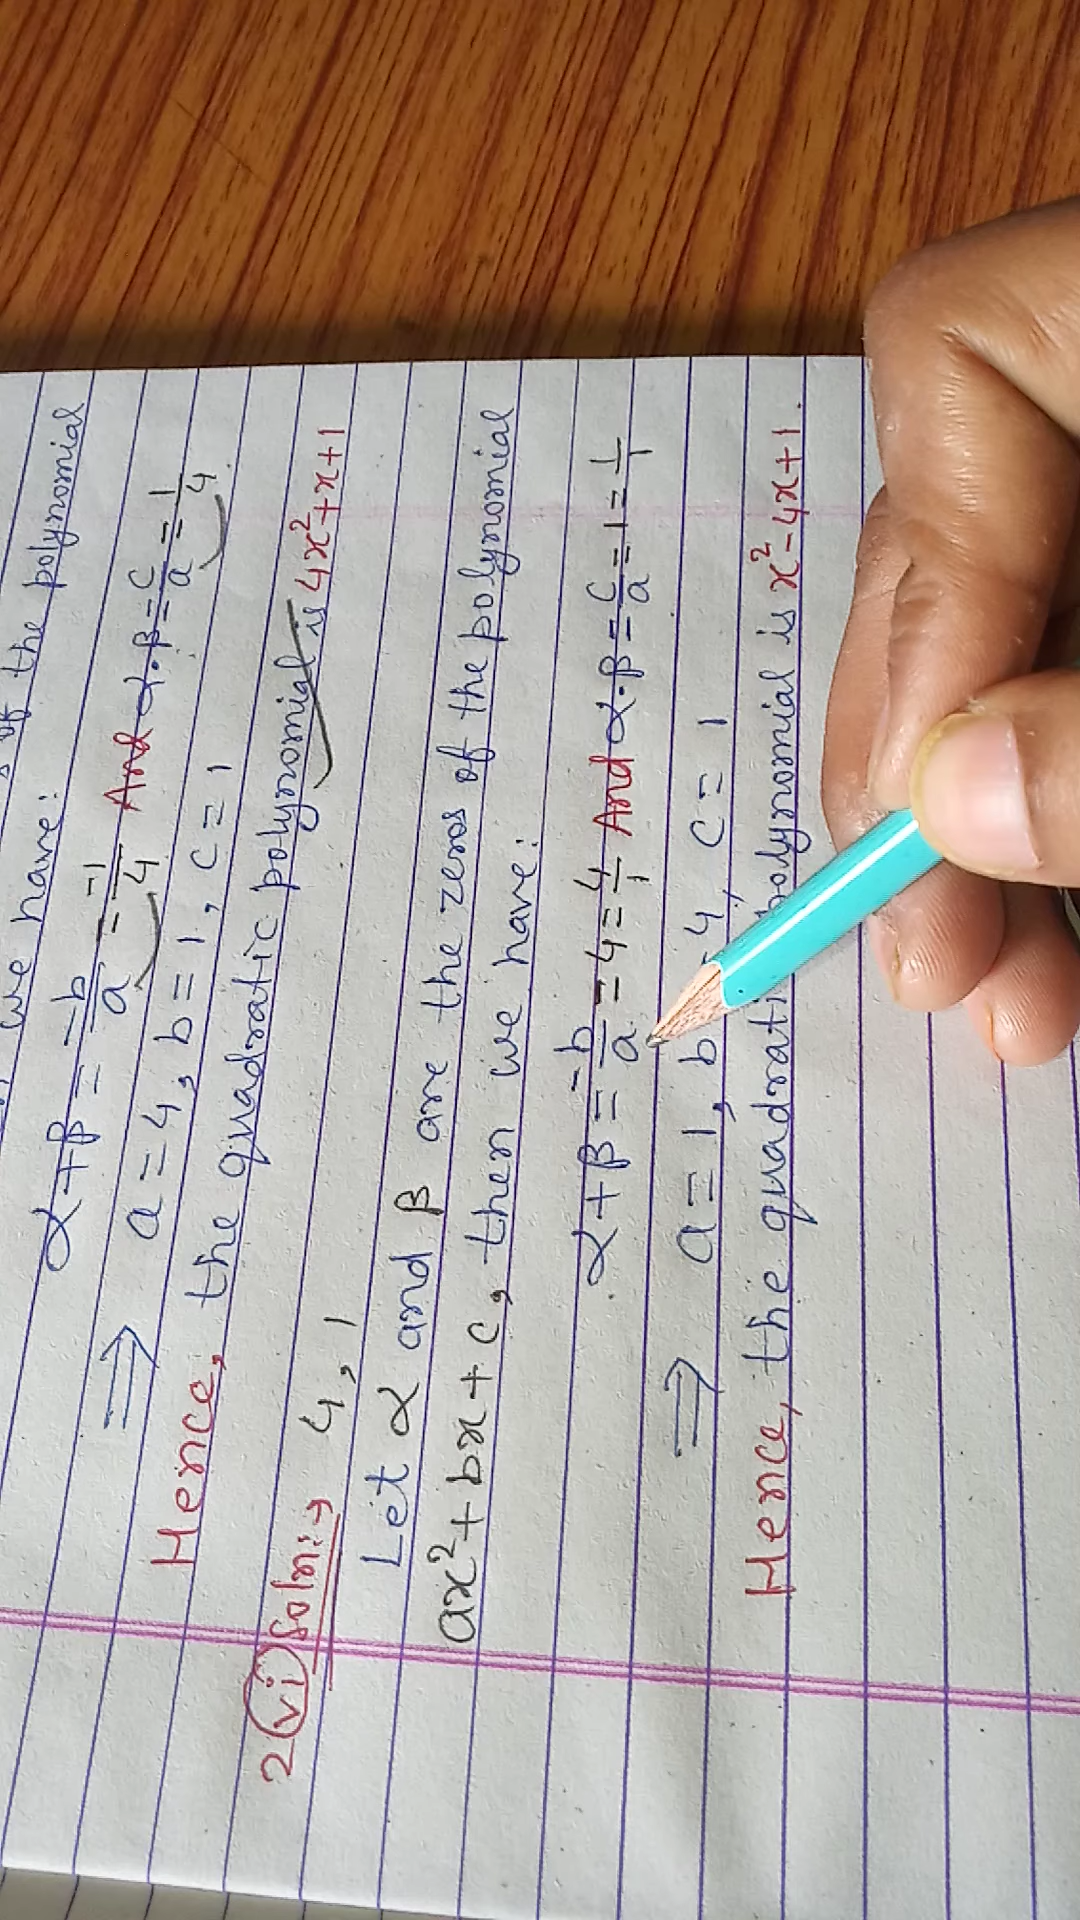 of the polynomial
we have:
α+β = -b/a = -1/4 And α·β = c/a = 1/4
⇒ a = 4, b = 1, c = 1
Hence, the quadratic polynomial is 4x²+x+1
2(vi) Soln:→ 4, 1
Let α and β are the zeros of the polynomial
ax²+bx+c, then we have:
α+β = -b/a = 4 = 4/1 And α·β = c/a = 1 = 1/1
⇒ a = 1, b 4, c = 1
Hence, the quadrati polynomial is x²-4x+1.